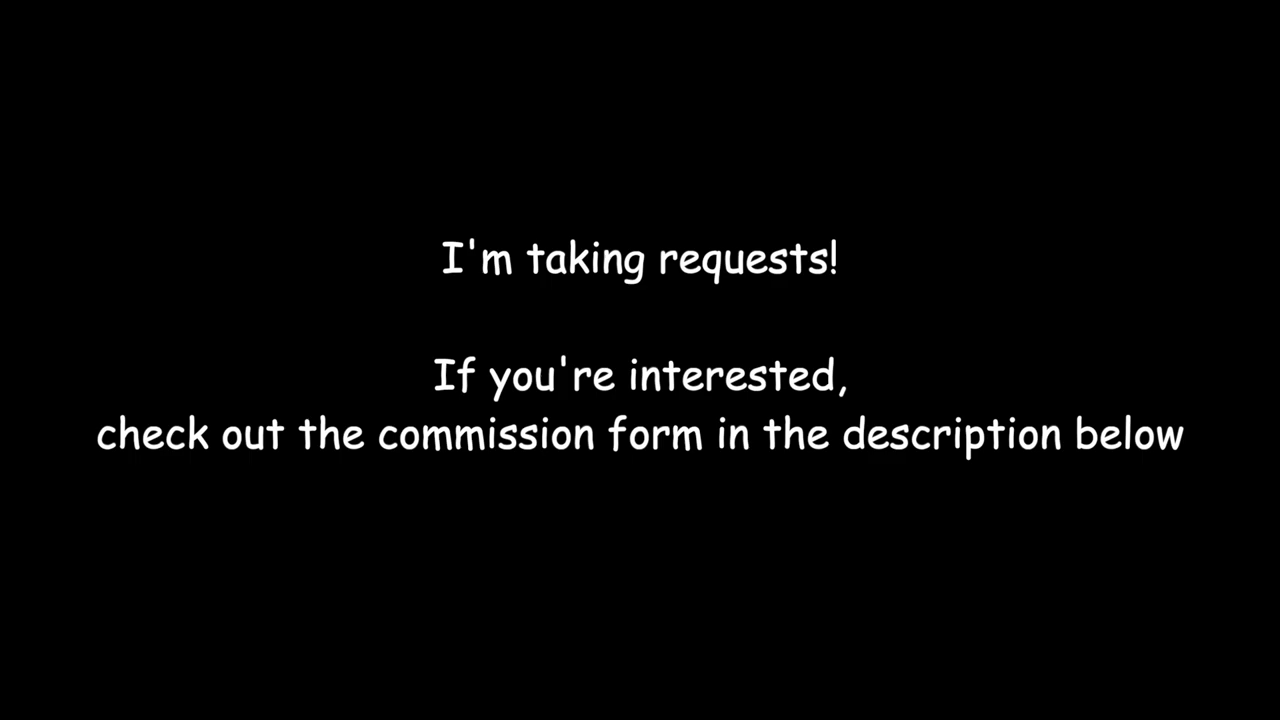 I'm taking requests!
If you're interested,
check out the commission form in the description below